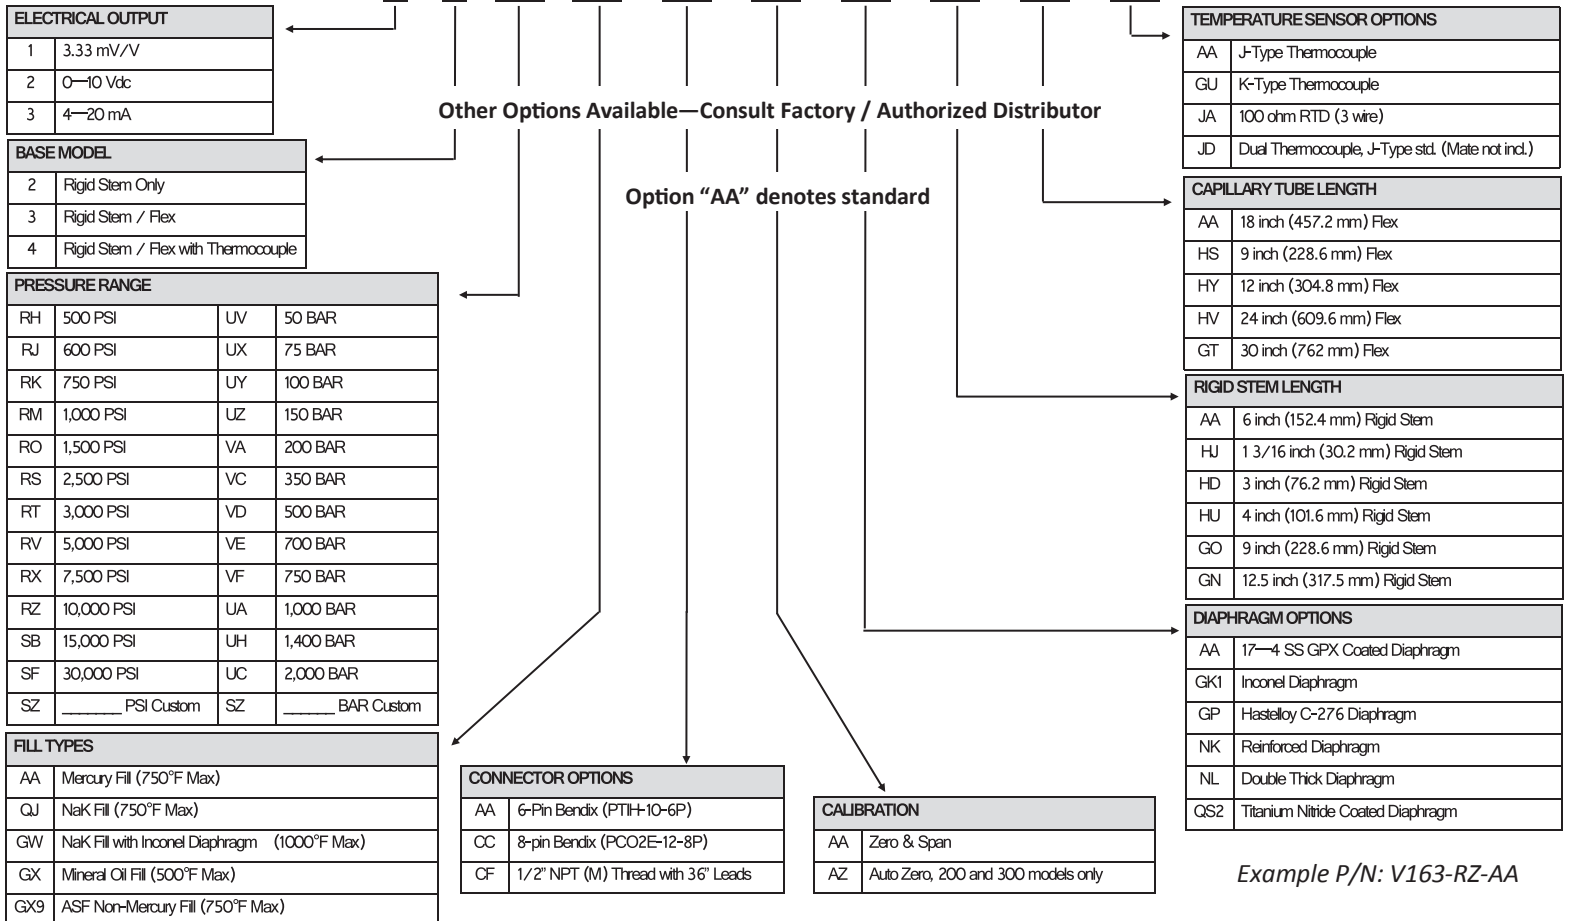 ELECTRICAL OUTPUT
1 3.33 mV/V
2 0—10 Vdc
3 4—20 mA
BASE MODEL
2 Rigid Stem Only
3 Rigid Stem / Flex
4 Rigid Stem / Flex with Thermocouple
PRESSURE RANGE
RH 500 PSI UV 50 BAR
RJ 600 PSI UX 75 BAR
RK 750 PSI UY 100 BAR
RM 1,000 PSI UZ 150 BAR
RO 1,500 PSI VA 200 BAR
RS 2,500 PSI VC 350 BAR
RT 3,000 PSI VD 500 BAR
RV 5,000 PSI VE 700 BAR
RX 7,500 PSI VF 750 BAR
RZ 10,000 PSI UA 1,000 BAR
SB 15,000 PSI UH 1,400 BAR
SF 30,000 PSI UC 2,000 BAR
SZ _______ PSI Custom SZ ______ BAR Custom
FILL TYPES
AA Mercury Fill (750°F Max)
QJ NaK Fill (750°F Max)
GW NaK Fill with Inconel Diaphragm (1000°F Max)
GX Mineral Oil Fill (500°F Max)
GX9 ASF Non-Mercury Fill (750°F Max)
Other Options Available—Consult Factory / Authorized Distributor
Option “AA” denotes standard
CONNECTOR OPTIONS
AA 6-Pin Bendix (PTIH-10-6P)
CC 8-pin Bendix (PCO2E-12-8P)
CF 1/2” NPT (M) Thread with 36” Leads
CALIBRATION
AA Zero & Span
AZ Auto Zero, 200 and 300 models only
TEMPERATURE SENSOR OPTIONS
AA J-Type Thermocouple
GU K-Type Thermocouple
JA 100 ohm RTD (3 wire)
JD Dual Thermocouple, J-Type std. (Mate not incl.)
CAPILLARY TUBE LENGTH
AA 18 inch (457.2 mm) Flex
HS 9 inch (228.6 mm) Flex
HY 12 inch (304.8 mm) Flex
HV 24 inch (609.6 mm) Flex
GT 30 inch (762 mm) Flex
RIGID STEM LENGTH
AA 6 inch (152.4 mm) Rigid Stem
HJ 1 3/16 inch (30.2 mm) Rigid Stem
HD 3 inch (76.2 mm) Rigid Stem
HU 4 inch (101.6 mm) Rigid Stem
GO 9 inch (228.6 mm) Rigid Stem
GN 12.5 inch (317.5 mm) Rigid Stem
DIAPHRAGM OPTIONS
AA 17—4 SS GPX Coated Diaphragm
GK1 Inconel Diaphragm
GP Hastelloy C-276 Diaphragm
NK Reinforced Diaphragm
NL Double Thick Diaphragm
QS2 Titanium Nitride Coated Diaphragm
Example P/N: V163-RZ-AA